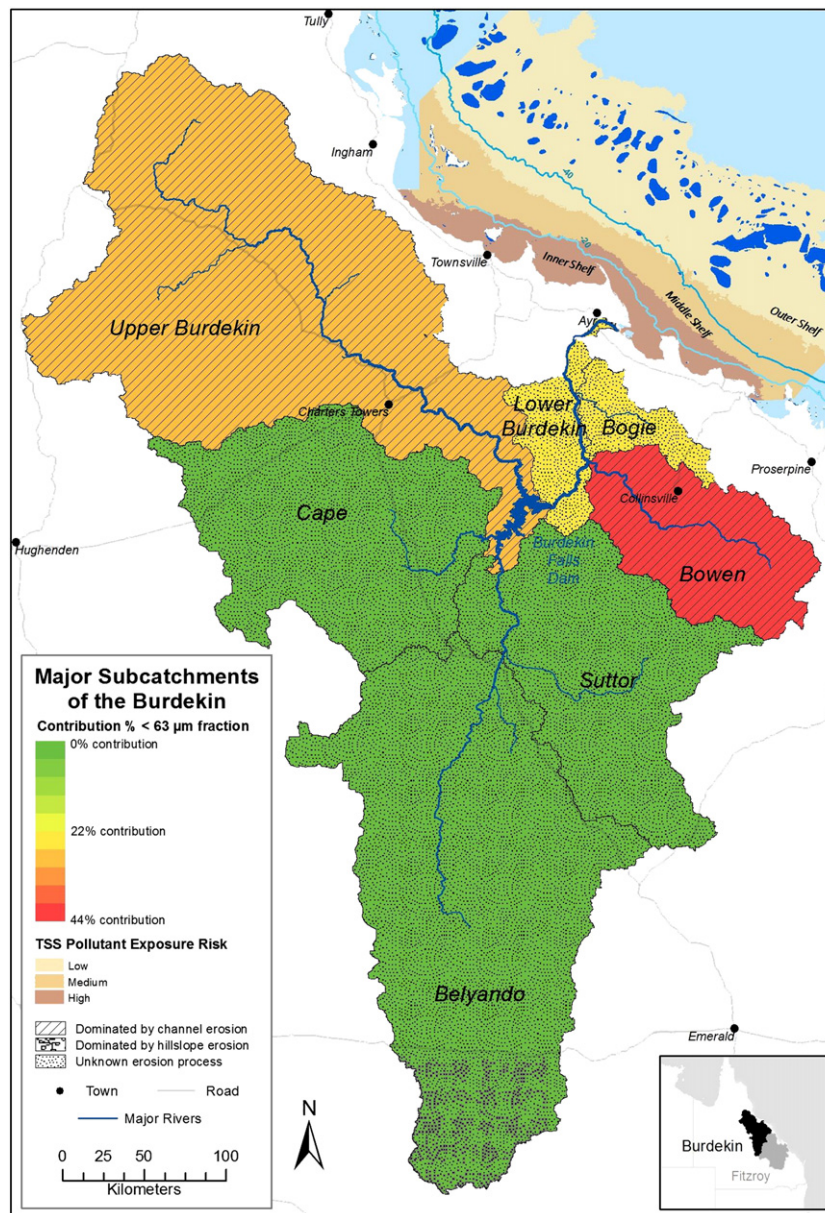 Tully
Ingham
-40
-20
Townsville
Inner Shelf
Middle Shelf
Outer Shelf
Ayr
Upper Burdekin
Charters Towers
Lower
Burdekin
Bogie
Proserpine
Collinsville
Cape
Hughenden
Burdekin
Falls
Dam
Bowen
Suttor
Belyando
Emerald
Major Subcatchments
of the Burdekin
Contribution % < 63 µm fraction
0% contribution
22% contribution
44% contribution
TSS Pollutant Exposure Risk
Low
Medium
High
Dominated by channel erosion
Dominated by hillslope erosion
Unknown erosion process
Town
Road
Major Rivers
0 25 50 100
Kilometers
N
Burdekin
Fitzroy